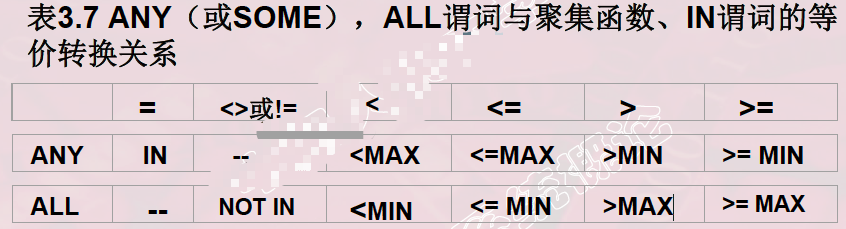 表3.7 ANY（或SOME），ALL谓词与聚集函数、IN谓词的等
价转换关系
= <>或!= < <= > >=
ANY IN -- <MAX <=MAX >MIN >= MIN
ALL -- NOT IN <MIN <= MIN >MAX >= MAX